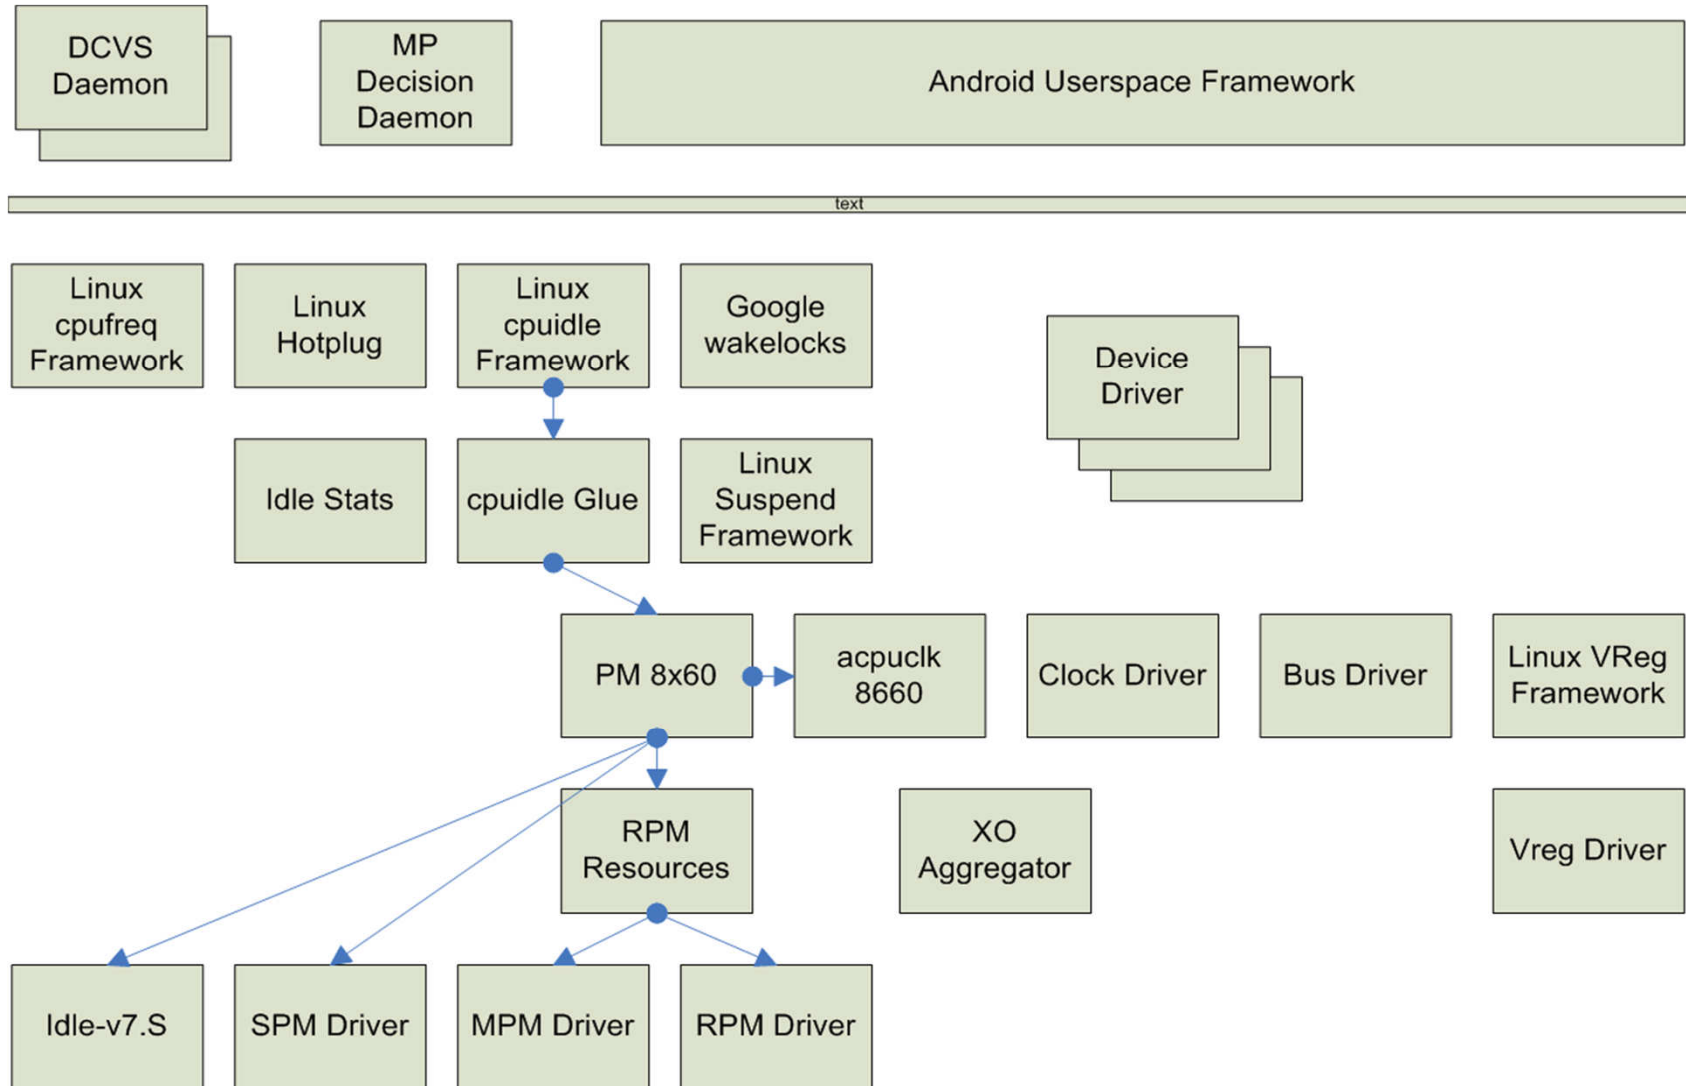 DCVS
Daemon
MP
Decision
Daemon
Android Userspace Framework
text
Linux
cpufreq
Framework
Linux
Hotplug
Linux
cpuidle
Framework
Google
wakelocks
Device
Driver
Idle Stats
cpuidle Glue
Linux
Suspend
Framework
PM 8x60
acpuclk
8660
Clock Driver
Bus Driver
Linux VReg
Framework
RPM
Resources
XO
Aggregator
Vreg Driver
Idle-v7.S
SPM Driver
MPM Driver
RPM Driver